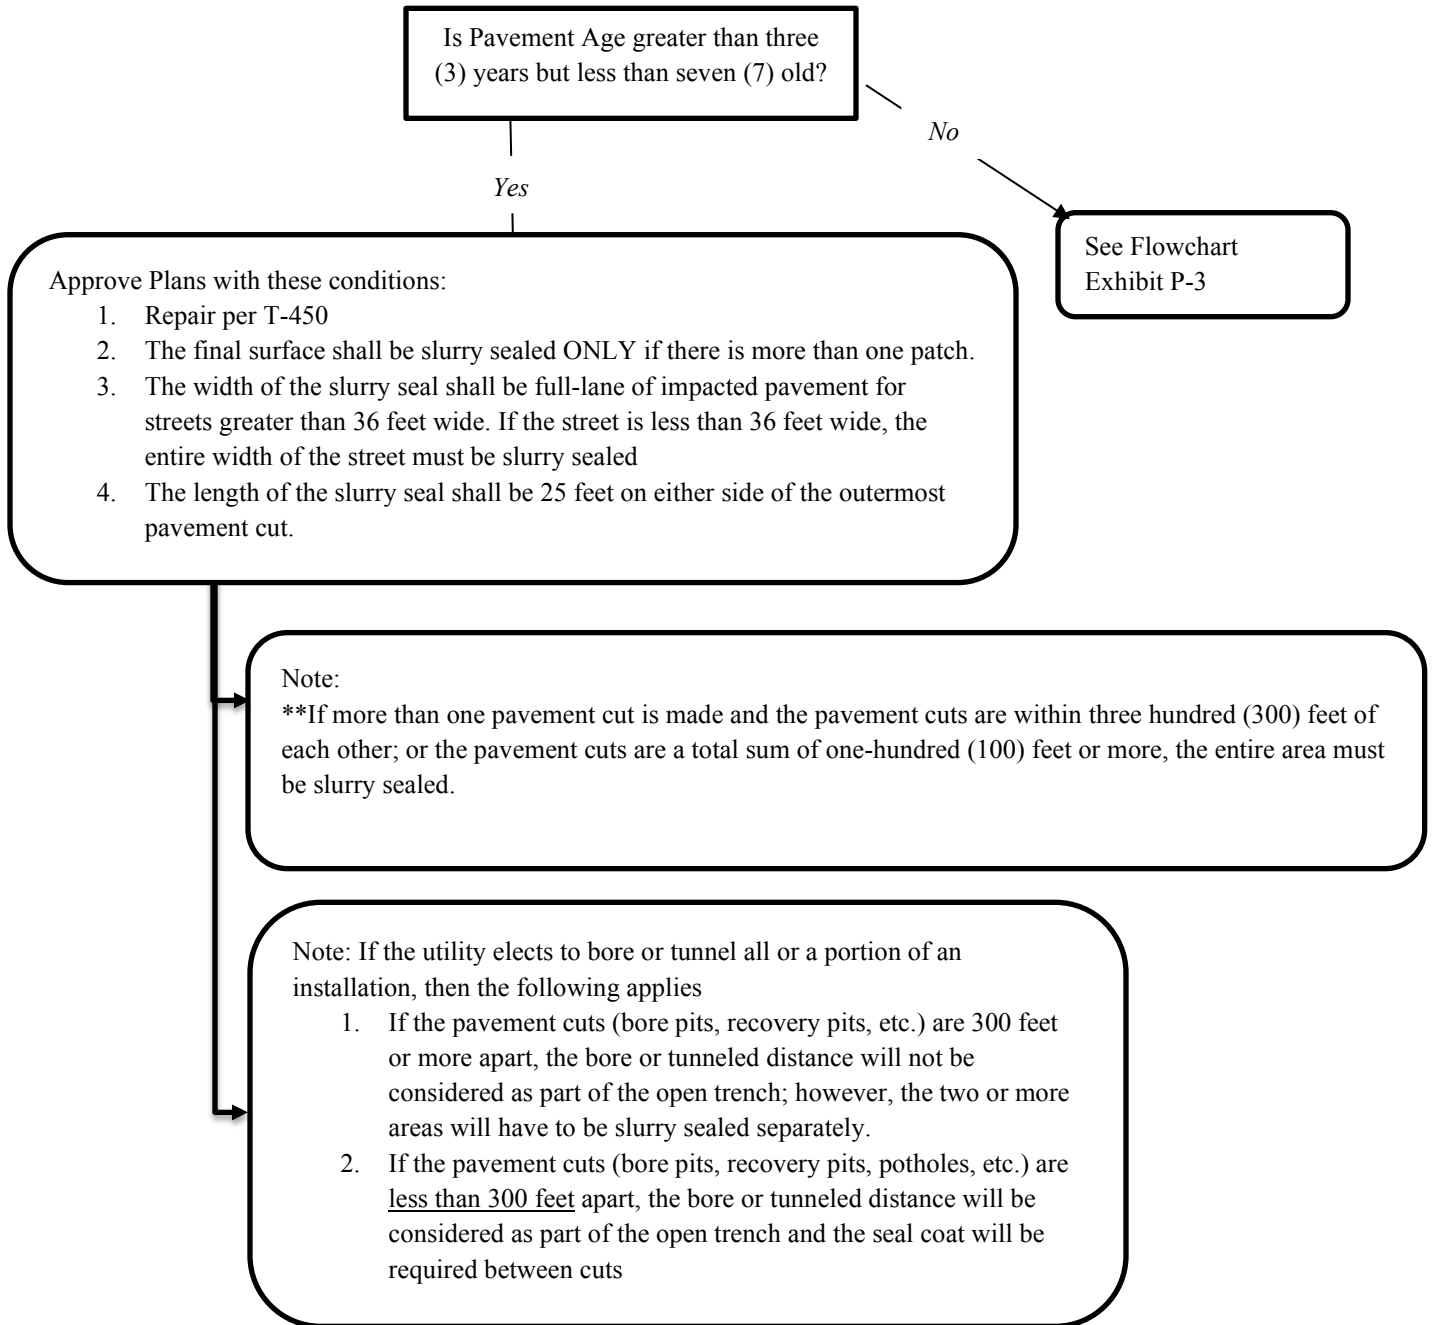 Is Pavement Age greater than three
(3) years but less than seven (7) old?
No
Yes
See Flowchart
Exhibit P-3
Approve Plans with these conditions:
1. Repair per T-450
2. The final surface shall be slurry sealed ONLY if there is more than one patch.
3. The width of the slurry seal shall be full-lane of impacted pavement for
streets greater than 36 feet wide. If the street is less than 36 feet wide, the
entire width of the street must be slurry sealed
4. The length of the slurry seal shall be 25 feet on either side of the outermost
pavement cut.
Note:
**If more than one pavement cut is made and the pavement cuts are within three hundred (300) feet of
each other; or the pavement cuts are a total sum of one-hundred (100) feet or more, the entire area must
be slurry sealed.
Note: If the utility elects to bore or tunnel all or a portion of an
installation, then the following applies
1. If the pavement cuts (bore pits, recovery pits, etc.) are 300 feet
or more apart, the bore or tunneled distance will not be
considered as part of the open trench; however, the two or more
areas will have to be slurry sealed separately.
2. If the pavement cuts (bore pits, recovery pits, potholes, etc.) are
less than 300 feet apart, the bore or tunneled distance will be
considered as part of the open trench and the seal coat will be
required between cuts